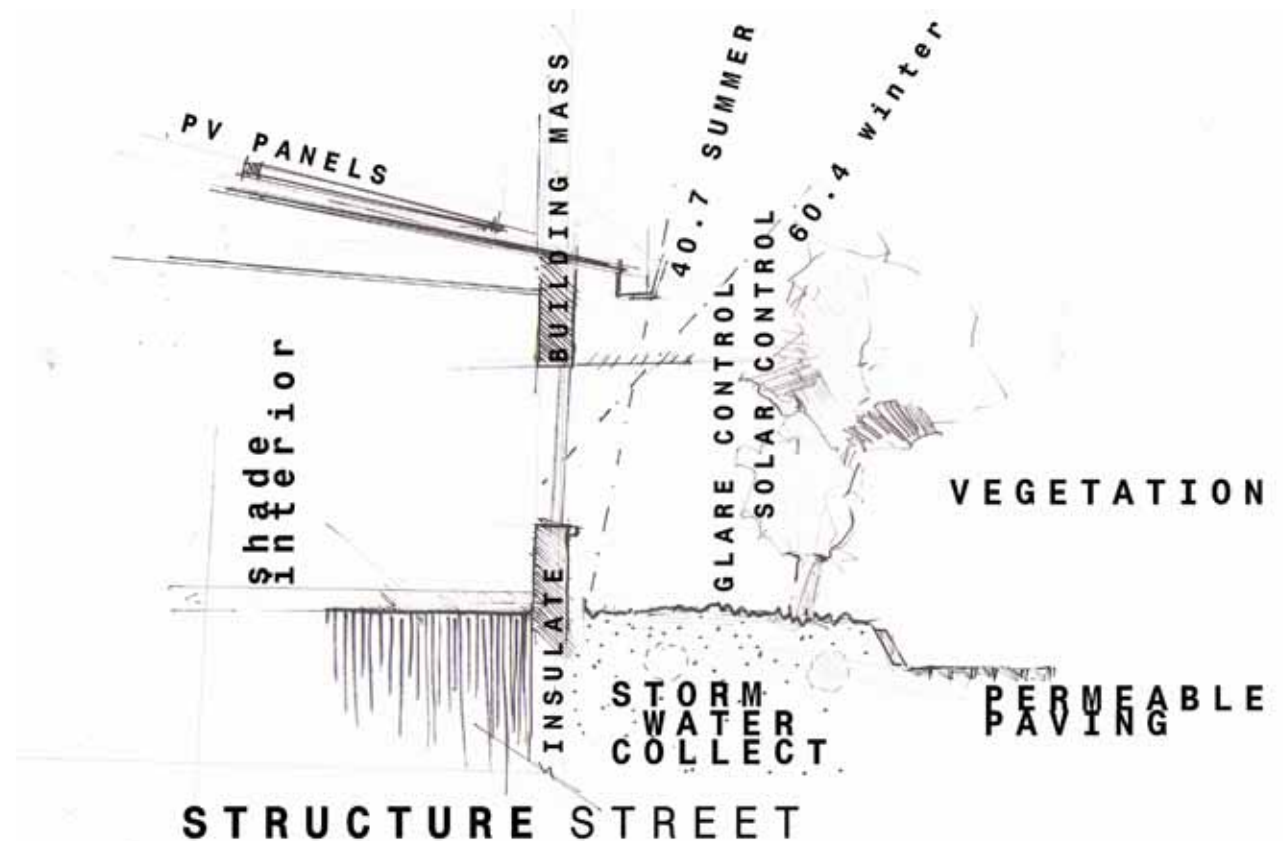 PV PANELS
BUILDING MASS
40.7 SUMMER
60.4 winter
GLARE CONTROL
SOLAR CONTROL
shade
interior
VEGETATION
INSULATE
STORM
WATER
COLLECT
PERMEABLE
PAVING
STRUCTURE STREET